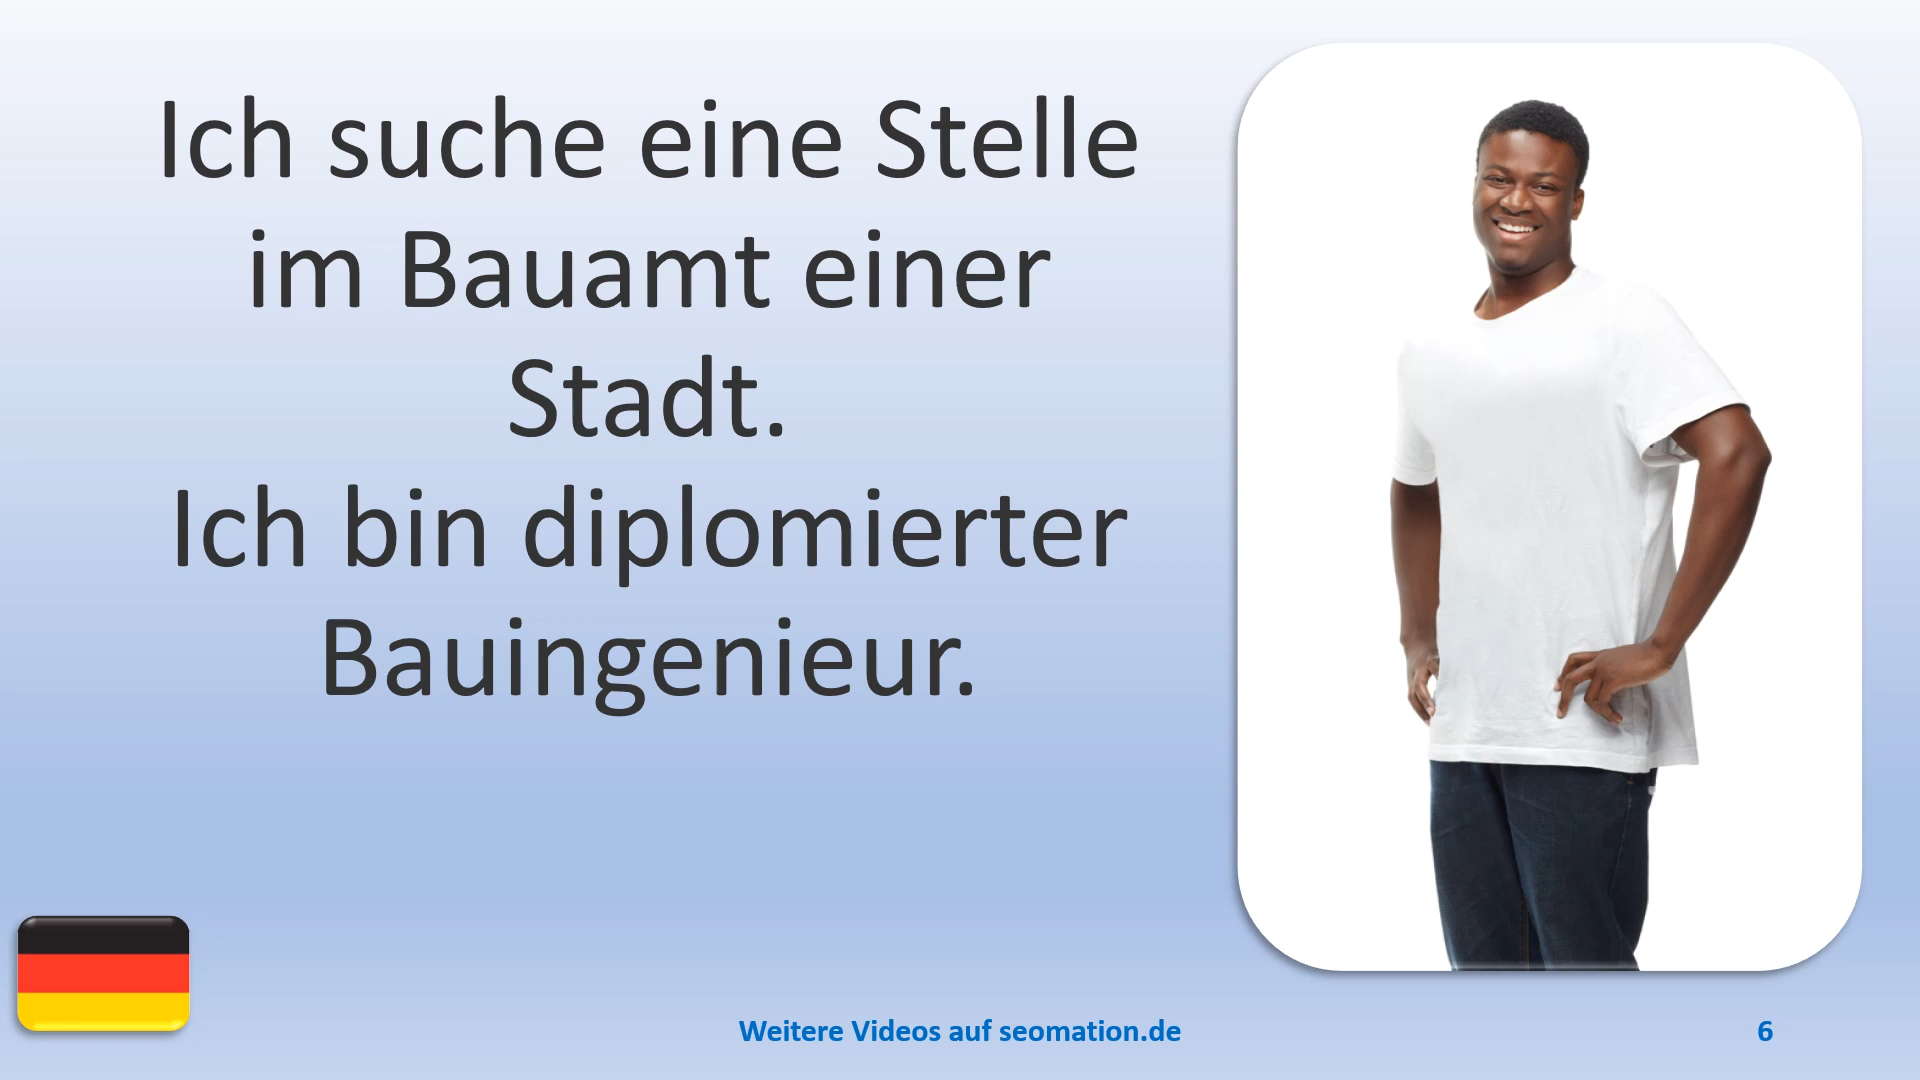 Ich suche eine Stelle
im Bauamt einer
Stadt.
Ich bin diplomierter
Bauingenieur.
Weitere Videos auf seomation.de
6